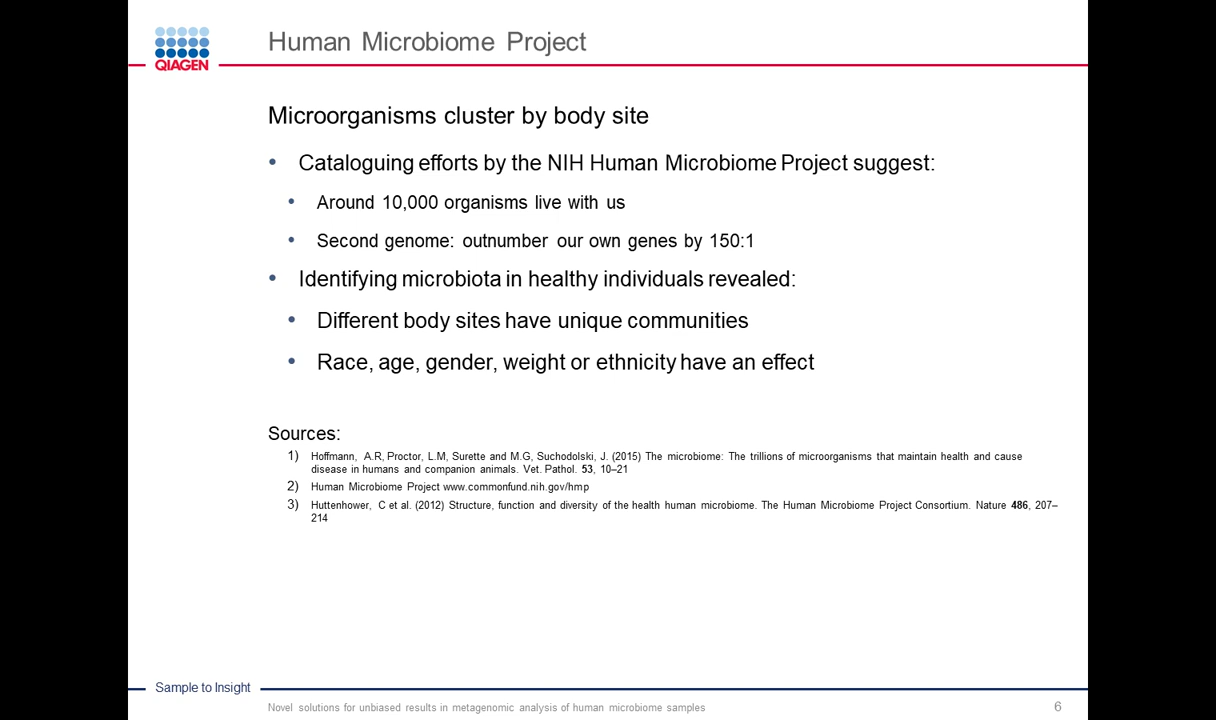 QIAGEN
Human Microbiome Project
Microorganisms cluster by body site
• Cataloguing efforts by the NIH Human Microbiome Project suggest:
• Around 10,000 organisms live with us
• Second genome: outnumber our own genes by 150:1
• Identifying microbiota in healthy individuals revealed:
• Different body sites have unique communities
• Race, age, gender, weight or ethnicity have an effect
Sources:
1) Hoffmann, A.R, Proctor, L.M, Surette and M.G, Suchodolski, J. (2015) The microbiome: The trillions of microorganisms that maintain health and cause
disease in humans and companion animals. Vet. Pathol. 53, 10–21
2) Human Microbiome Project www.commonfund.nih.gov/hmp
3) Huttenhower, C et al. (2012) Structure, function and diversity of the health human microbiome. The Human Microbiome Project Consortium. Nature 486, 207–
214
Sample to Insight
Novel solutions for unbiased results in metagenomic analysis of human microbiome samples
6